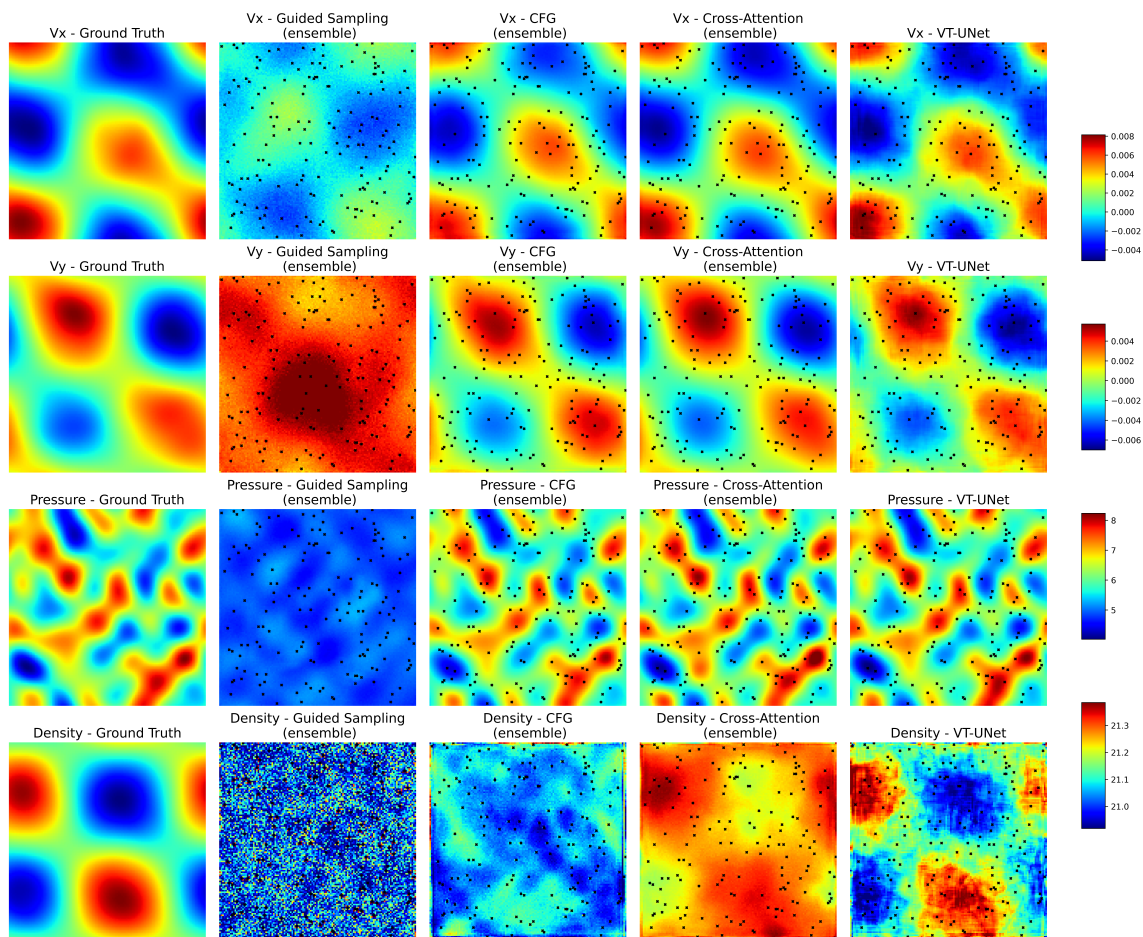 Vx - Ground Truth
Vx - Guided Sampling
(ensemble)
Vx - CFG
(ensemble)
Vx - Cross-Attention
(ensemble)
Vx - VT-UNet
0.008
0.006
0.004
0.002
0.000
−0.002
−0.004
Vy - Ground Truth
Vy - Guided Sampling
(ensemble)
Vy - CFG
(ensemble)
Vy - Cross-Attention
(ensemble)
Vy - VT-UNet
0.004
0.002
0.000
−0.002
−0.004
−0.006
Pressure - Ground Truth
Pressure - Guided Sampling
(ensemble)
Pressure - CFG
(ensemble)
Pressure - Cross-Attention
(ensemble)
Pressure - VT-UNet
8
7
6
5
Density - Ground Truth
Density - Guided Sampling
(ensemble)
Density - CFG
(ensemble)
Density - Cross-Attention
(ensemble)
Density - VT-UNet
21.3
21.2
21.1
21.0